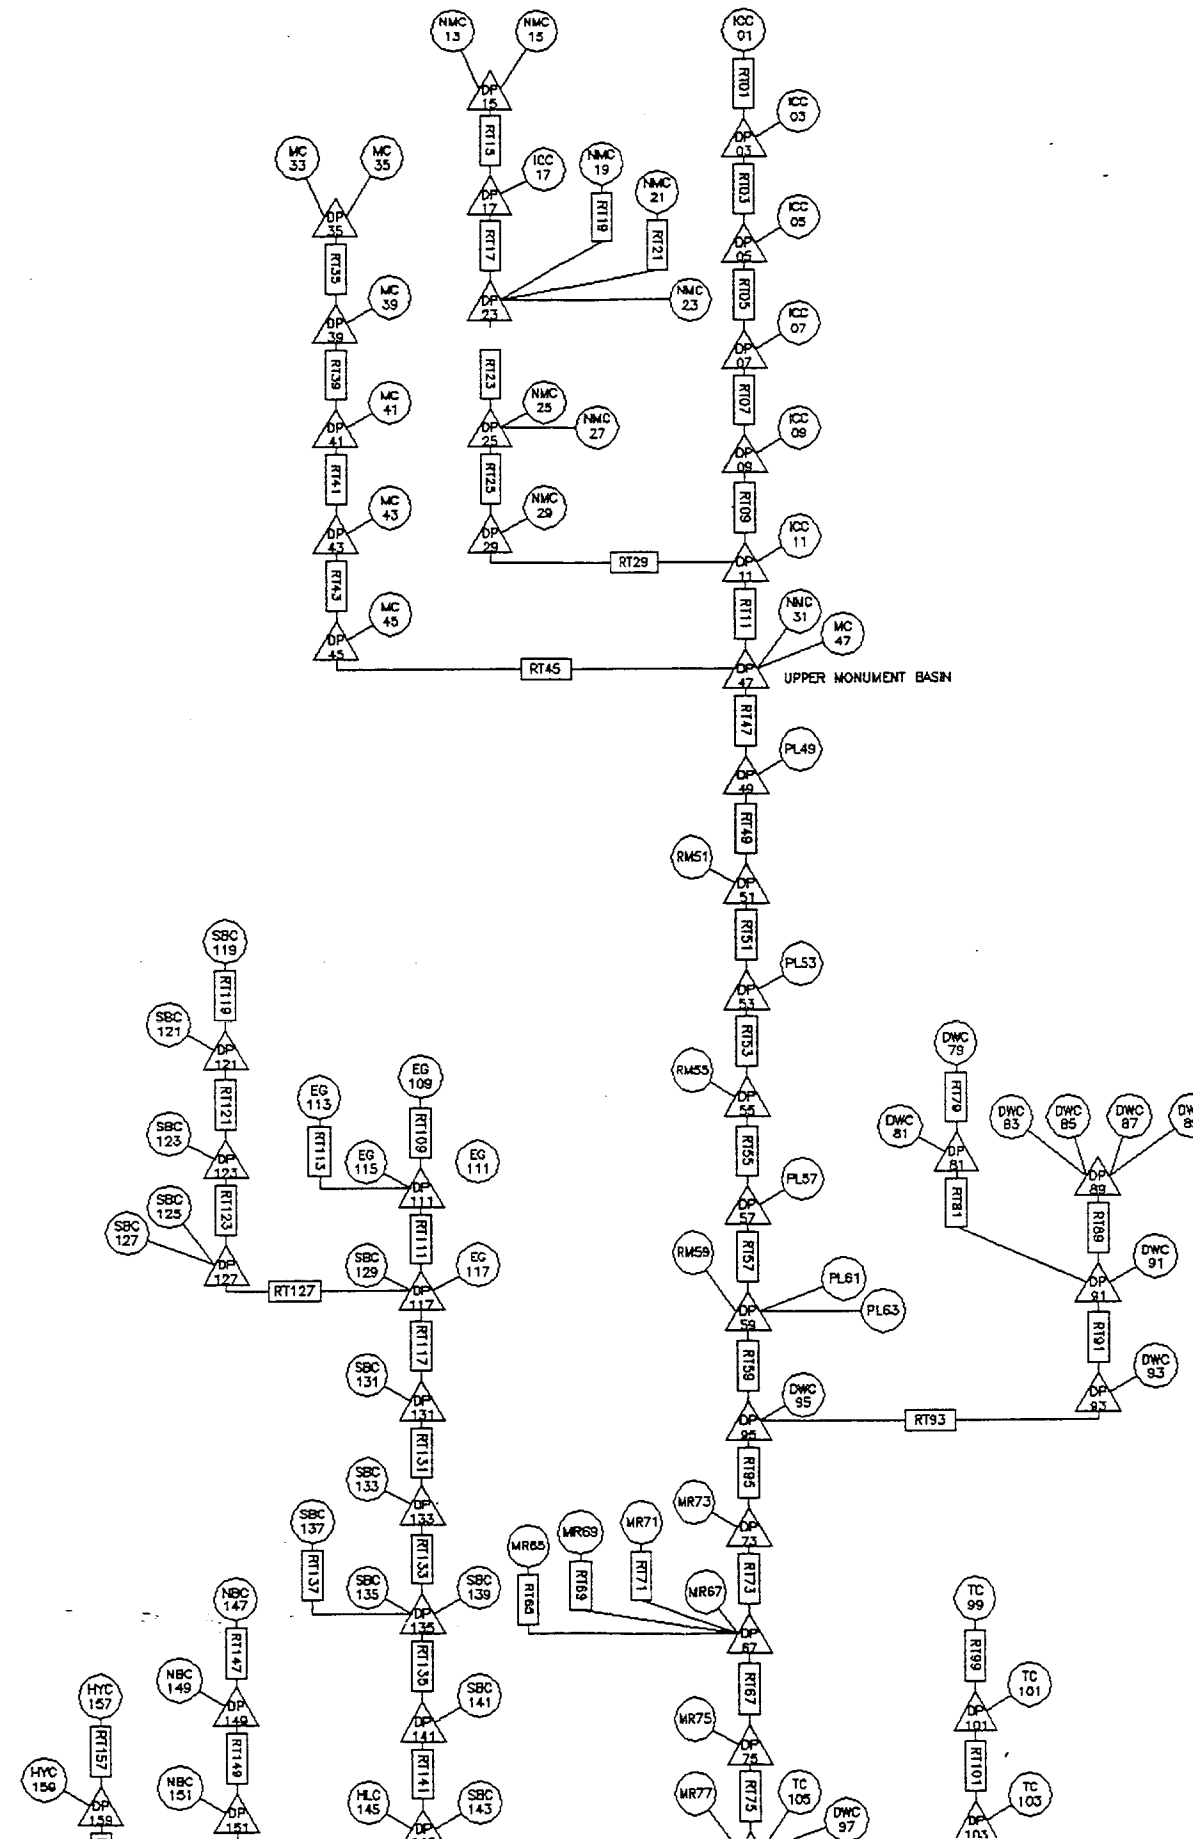 NMC
13
NMC
15
ICC
01
DP
15
RT01
ICC
03
DP
03
RT15
MC
33
MC
35
ICC
17
NMC
19
NMC
21
DP
17
RT03
ICC
05
DP
35
RT19
RT21
DP
05
RT17
RT35
NMC
23
DP
23
RT05
MC
39
DP
39
ICC
07
DP
07
RT23
RT39
NMC
25
NMC
27
RT07
MC
41
DP
41
DP
25
ICC
09
DP
09
RT25
RT41
RT09
MC
43
DP
43
NMC
29
DP
29
ICC
11
RT29
DP
11
RT43
RT11
NMC
31
MC
47
MC
45
DP
45
RT45
DP
47
UPPER MONUMENT BASIN
RT47
PL49
DP
49
RT49
RM51
DP
51
SBC
119
RT51
RT119
PL53
DP
53
SBC
121
DP
121
RT53
DWC
79
RT121
EG
113
EG
109
RM55
DP
55
RT79
DWC
83
DWC
85
DWC
87
SBC
123
DP
123
RT113
RT109
EG
115
EG
111
DWC
81
DP
81
RT55
DP
111
DP
89
RT123
SBC
125
SBC
127
PL57
DP
57
RT81
RT89
RT111
RM59
RT57
DP
127
SBC
129
EG
117
DWC
91
RT127
DP
117
PL61
PL63
DP
59
DP
91
RT117
RT59
RT91
SBC
131
DP
131
DWC
95
DWC
93
DP
93
DP
95
RT93
RT131
RT95
SBC
133
DP
133
MR73
DP
73
SBC
137
MR65
MR69
MR71
RT137
RT133
RT65
RT69
RT71
RT73
SBC
135
SBC
139
MR67
NBC
147
DP
135
DP
67
TC
99
RT147
RT135
RT67
RT99
HYC
157
NBC
149
DP
149
SBC
141
DP
141
MR75
DP
75
TC
101
DP
101
RT157
RT149
RT141
RT75
RT101
HYC
159
DP
159
NBC
151
DP
151
HLC
145
SBC
143
MR77
TC
105
DWC
97
TC
103
DP
103